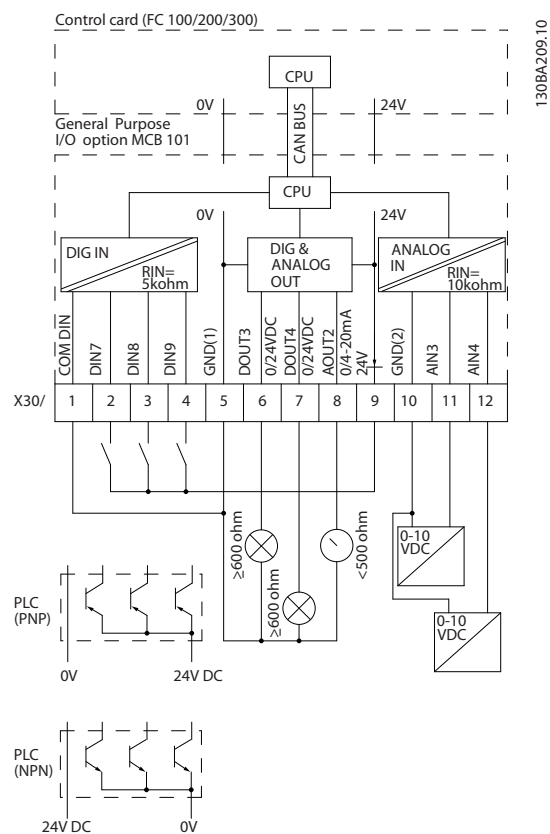 Control card (FC 100/200/300)
130BA209.10
CPU
0V
24V
General Purpose
I/O option MCB 101
CAN BUS
CPU
0V
24V
DIG IN
RIN=
5kohm
DIG &
ANALOG
OUT
ANALOG
IN
RIN=
10kohm
COM DIN
DIN7
DIN8
DIN9
GND(1)
DOUT3
0/24VDC
DOUT4
0/24VDC
AOUT2
0/4-20mA
24V
GND(2)
AIN3
AIN4
X30/ 1 2 3 4 5 6 7 8 9 10 11 12
≥600 ohm
≥600 ohm
<500 ohm
0-10
VDC
0-10
VDC
PLC
(PNP)
0V
24V DC
PLC
(NPN)
24V DC
0V